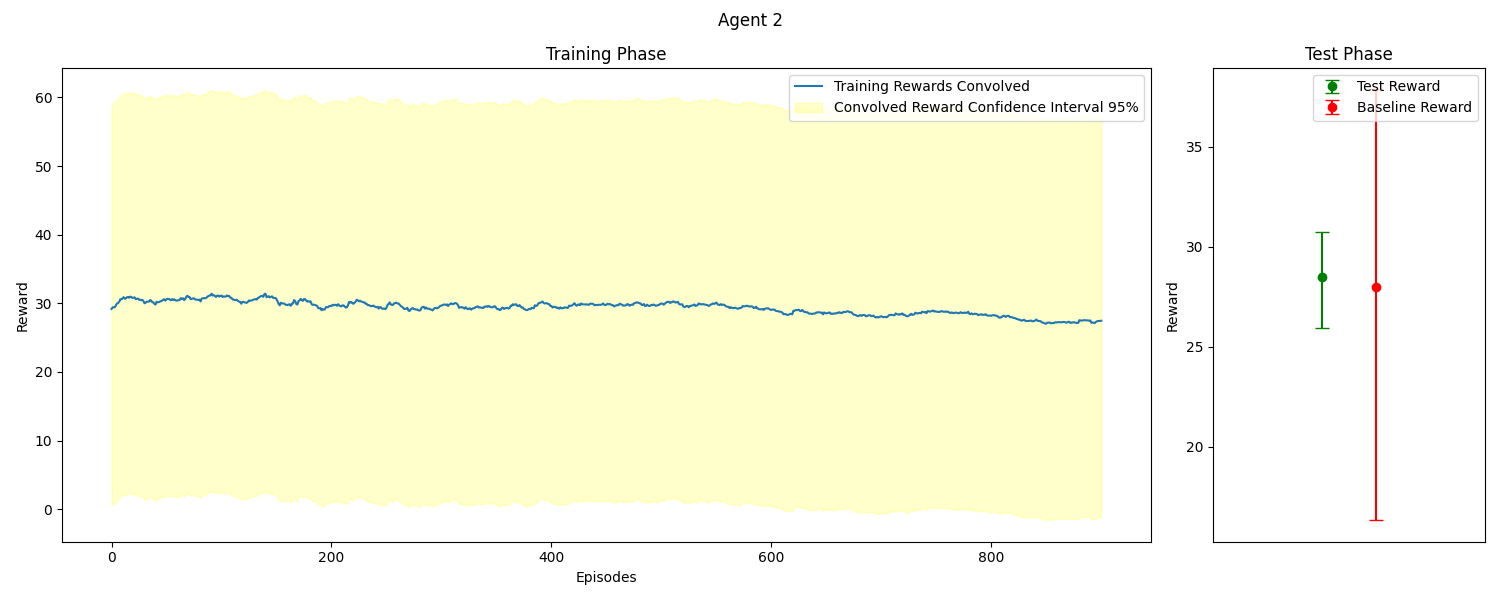 Agent 2
Training Phase
Training Rewards Convolved
Convolved Reward Confidence Interval 95%
Reward
60
50
40
30
20
10
0
0 200 400 600 800
Episodes
Test Phase
Test Reward
Baseline Reward
Reward
35
30
25
20